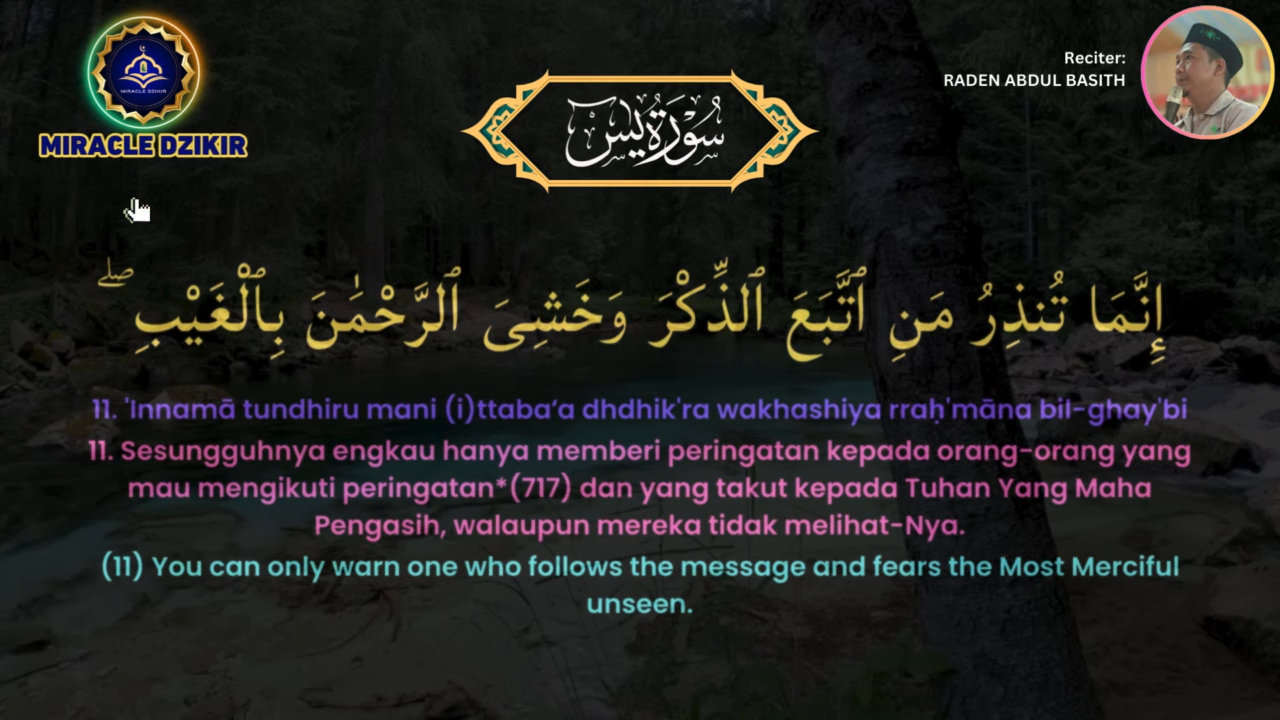 MIRACLE DZIKIR
MIRACLE DZIKIR
Reciter:
RADEN ABDUL BASITH
سُورَةُ يس
إِنَّمَا تُنذِرُ مَنِ ٱتَّبَعَ ٱلذِّكْرَ وَخَشِىَ ٱلرَّحْمَٰنَ بِٱلْغَيْبِ ۖ
11. 'Innamā tundhiru mani (i)ttaba‘a dhdhik'ra wakhashiya rraḥ'māna bil-ghay'bi
11. Sesungguhnya engkau hanya memberi peringatan kepada orang-orang yang
mau mengikuti peringatan*(717) dan yang takut kepada Tuhan Yang Maha
Pengasih, walaupun mereka tidak melihat-Nya.
(11) You can only warn one who follows the message and fears the Most Merciful
unseen.